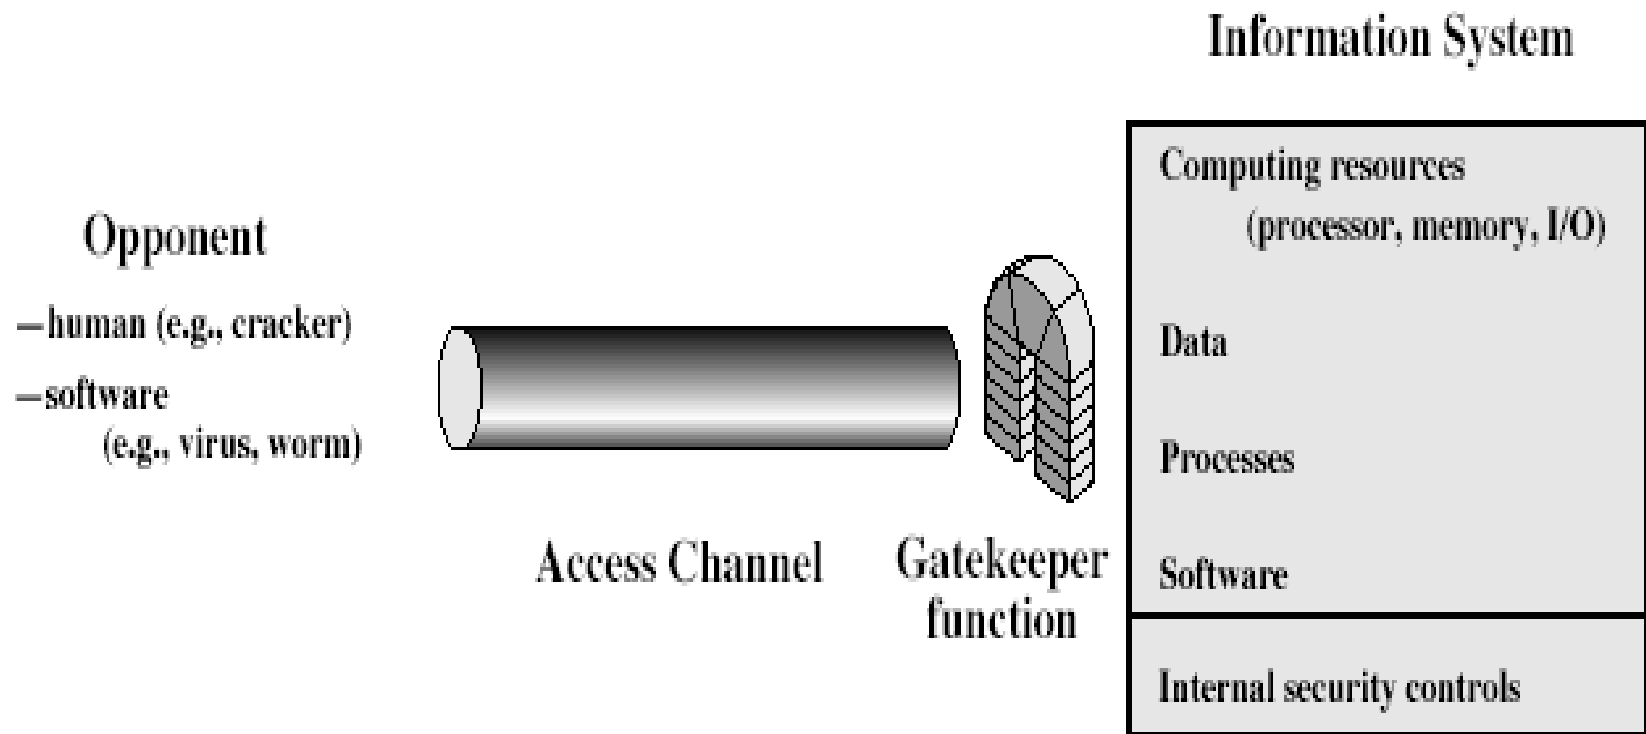 Information System
Opponent
—human (e.g., cracker)
—software
(e.g., virus, worm)
Access Channel
Gatekeeper
function
Computing resources
(processor, memory, I/O)
Data
Processes
Software
Internal security controls